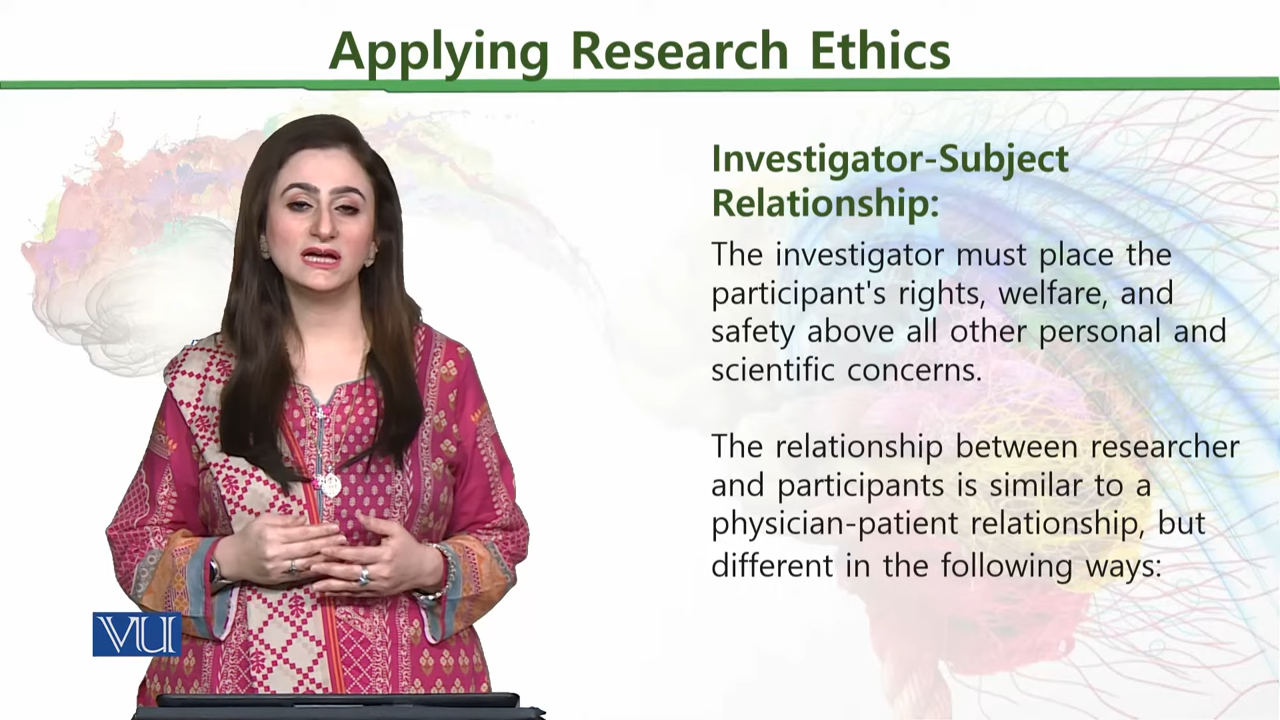 Applying Research Ethics
Investigator-Subject
Relationship:
The investigator must place the
participant's rights, welfare, and
safety above all other personal and
scientific concerns.
The relationship between researcher
and participants is similar to a
physician-patient relationship, but
different in the following ways:
VU